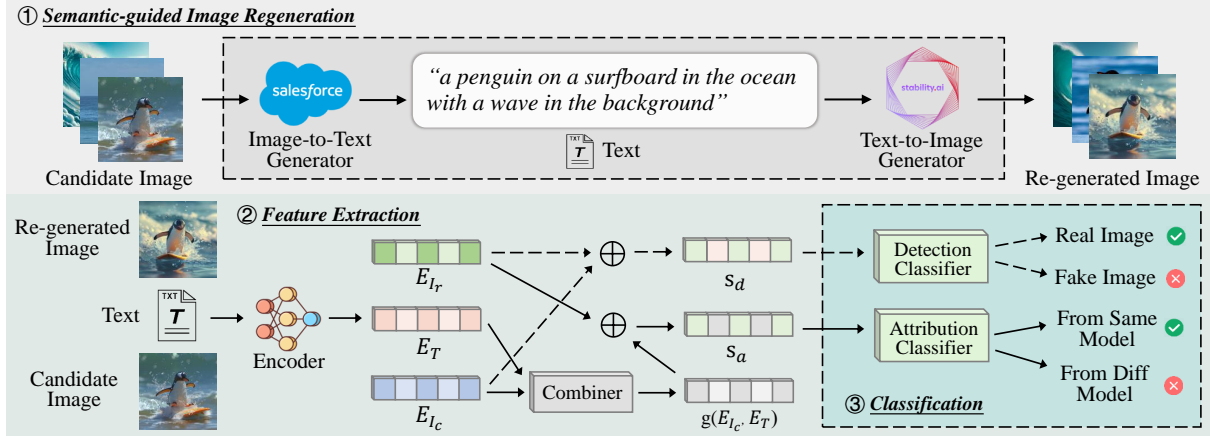 ① Semantic-guided Image Regeneration
salesforce
Image-to-Text
Generator
"a penguin on a surfboard in the ocean
with a wave in the background"
TXT
T
Text
stability.ai
Text-to-Image
Generator
Candidate Image
Re-generated Image
② Feature Extraction
Re-generated
Image
Text
TXT
T
Candidate
Image
Encoder
E_{I_r}
E_T
E_{I_c}
Combiner
s_d
s_a
g(E_{I_c}, E_T)
Detection
Classifier
Real Image
Fake Image
Attribution
Classifier
From Same
Model
From Diff
Model
③ Classification